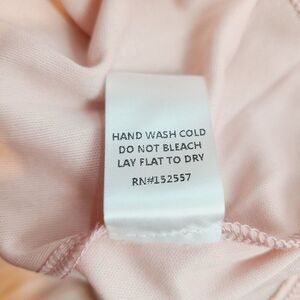 HAND WASH COLD
DO NOT BLEACH
LAY FLAT TO DRY
RN#152557